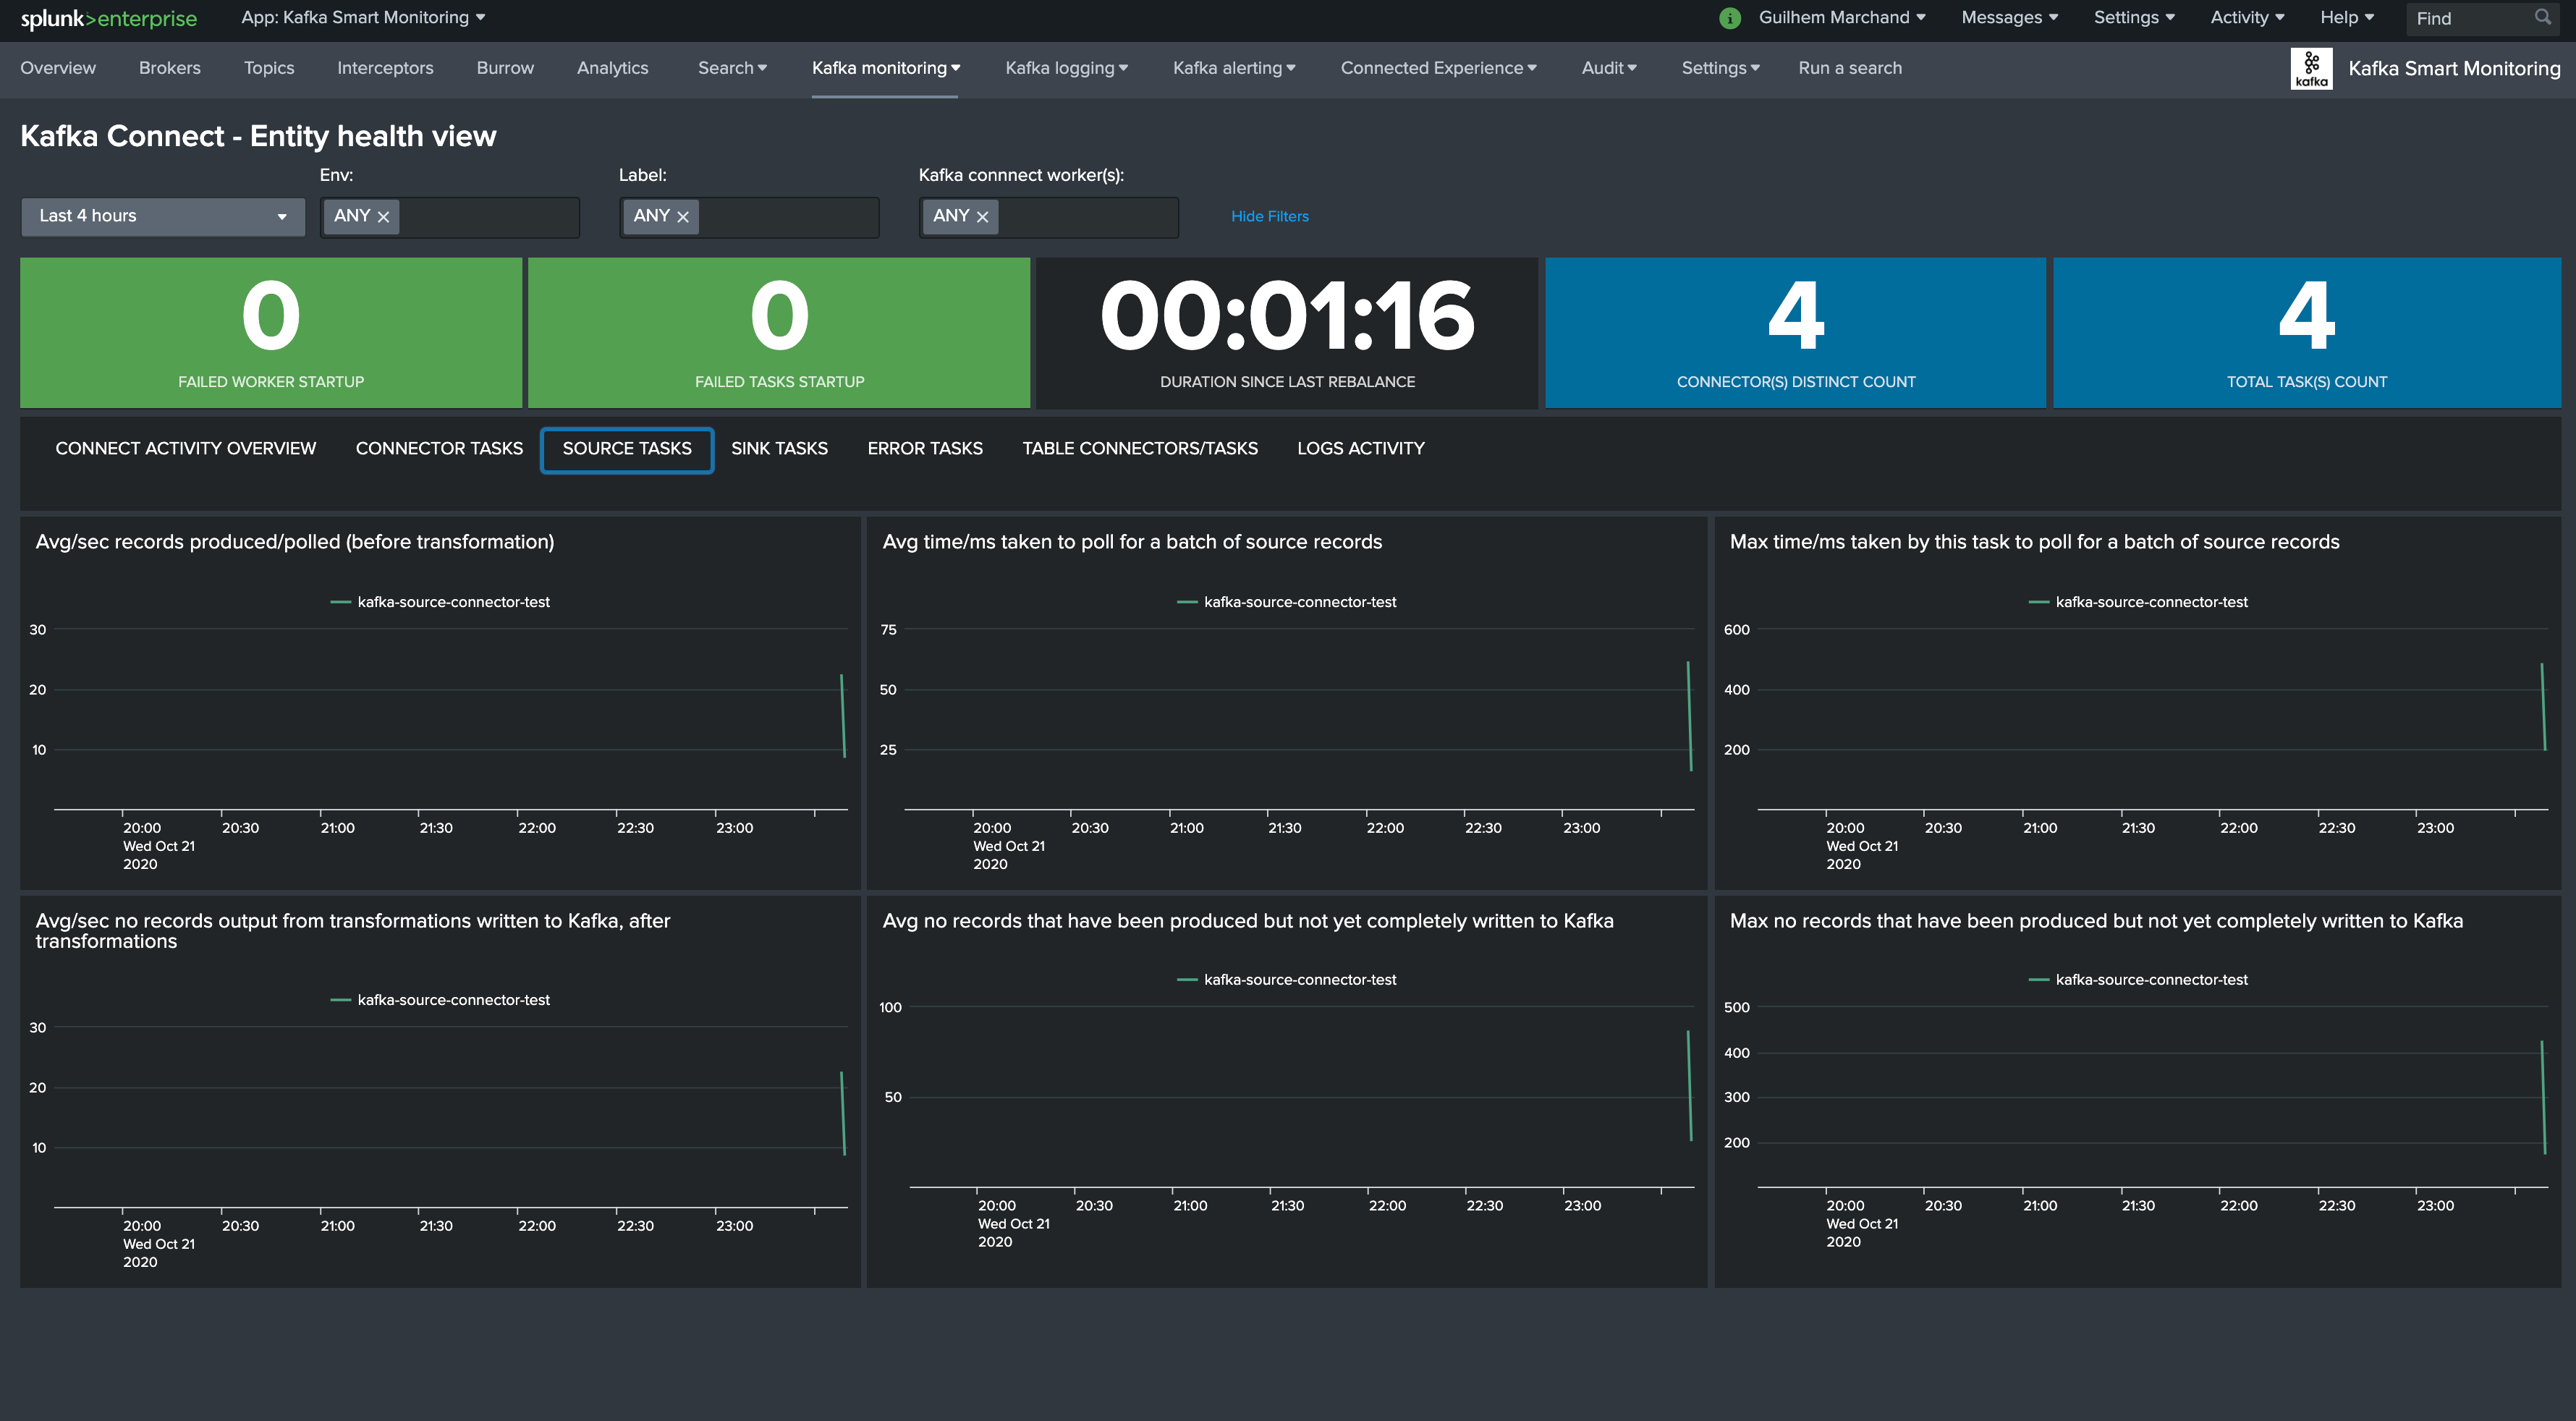 splunk>enterprise App: Kafka Smart Monitoring i Guilhem Marchand Messages Settings Activity Help Find
Overview Brokers Topics Interceptors Burrow Analytics Search Kafka monitoring Kafka logging Kafka alerting Connected Experience Audit Settings Run a search kafka Kafka Smart Monitoring
Kafka Connect - Entity health view
Env: Label: Kafka connnect worker(s):
Last 4 hours ANY ANY ANY Hide Filters
0 0 00:01:16 4 4
FAILED WORKER STARTUP FAILED TASKS STARTUP DURATION SINCE LAST REBALANCE CONNECTOR(S) DISTINCT COUNT TOTAL TASK(S) COUNT
CONNECT ACTIVITY OVERVIEW CONNECTOR TASKS SOURCE TASKS SINK TASKS ERROR TASKS TABLE CONNECTORS/TASKS LOGS ACTIVITY
Avg/sec records produced/polled (before transformation)
kafka-source-connector-test
30
20
10
20:00 20:30 21:00 21:30 22:00 22:30 23:00
Wed Oct 21
2020
Avg time/ms taken to poll for a batch of source records
kafka-source-connector-test
75
50
25
20:00 20:30 21:00 21:30 22:00 22:30 23:00
Wed Oct 21
2020
Max time/ms taken by this task to poll for a batch of source records
kafka-source-connector-test
600
400
200
20:00 20:30 21:00 21:30 22:00 22:30 23:00
Wed Oct 21
2020
Avg/sec no records output from transformations written to Kafka, after
transformations
kafka-source-connector-test
30
20
10
20:00 20:30 21:00 21:30 22:00 22:30 23:00
Wed Oct 21
2020
Avg no records that have been produced but not yet completely written to Kafka
kafka-source-connector-test
100
50
20:00 20:30 21:00 21:30 22:00 22:30 23:00
Wed Oct 21
2020
Max no records that have been produced but not yet completely written to Kafka
kafka-source-connector-test
500
400
300
200
20:00 20:30 21:00 21:30 22:00 22:30 23:00
Wed Oct 21
2020